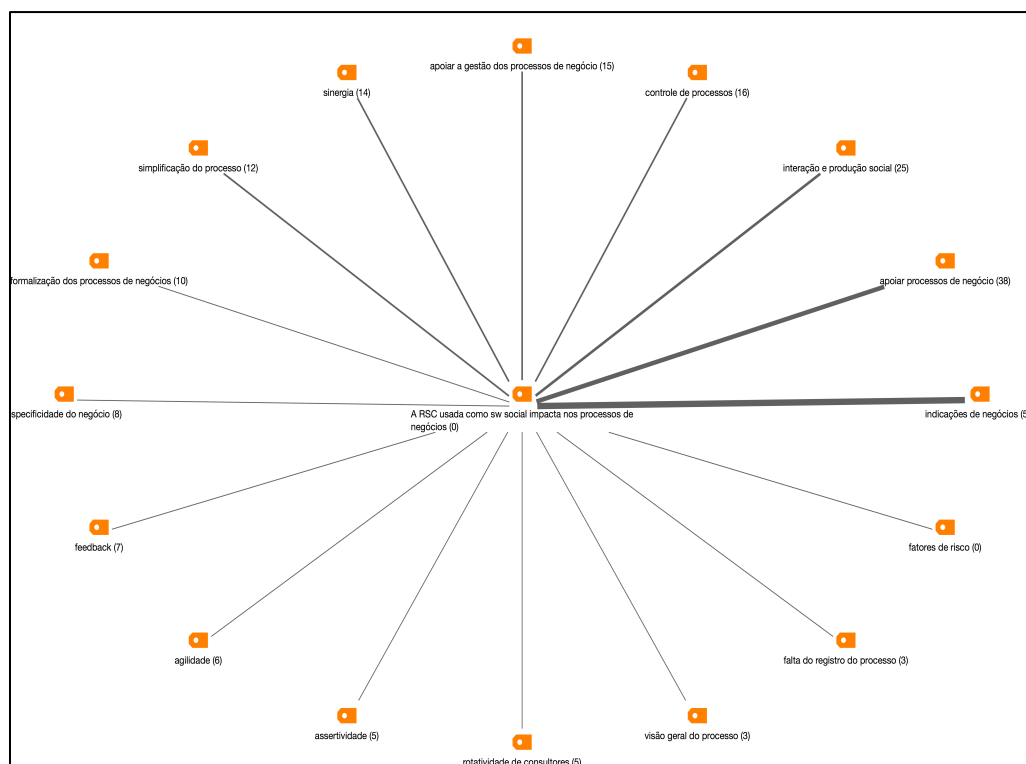 apoiar a gestão dos processos de negócio (15)
sinergia (14)
controle de processos (16)
simplificação do processo (12)
interação e produção social (25)
formalização dos processos de negócios (10)
apoiar processos de negócio (38)
specificidade do negócio (8)
A RSC usada como sw social impacta nos processos de
negócios (0)
indicações de negócios (5
feedback (7)
fatores de risco (0)
agilidade (6)
falta do registro do processo (3)
assertividade (5)
visão geral do processo (3)
rotatividade de consultores (5)